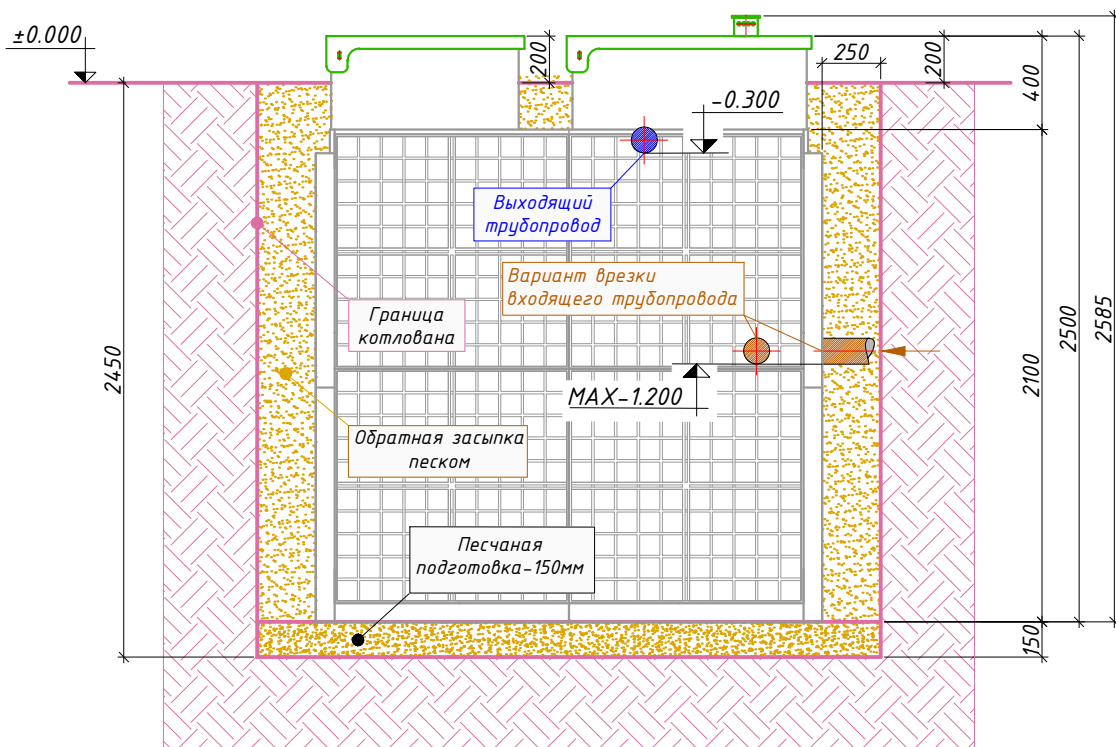 ±0.000
200
250
200
400
-0.300
Выходящий
трубопровод
Вариант врезки
входящего трубопровода
Граница
котлована
2450
2100
2500
2585
MAX-1.200
Обратная засыпка
песком
Песчаная
подготовка-150мм
150